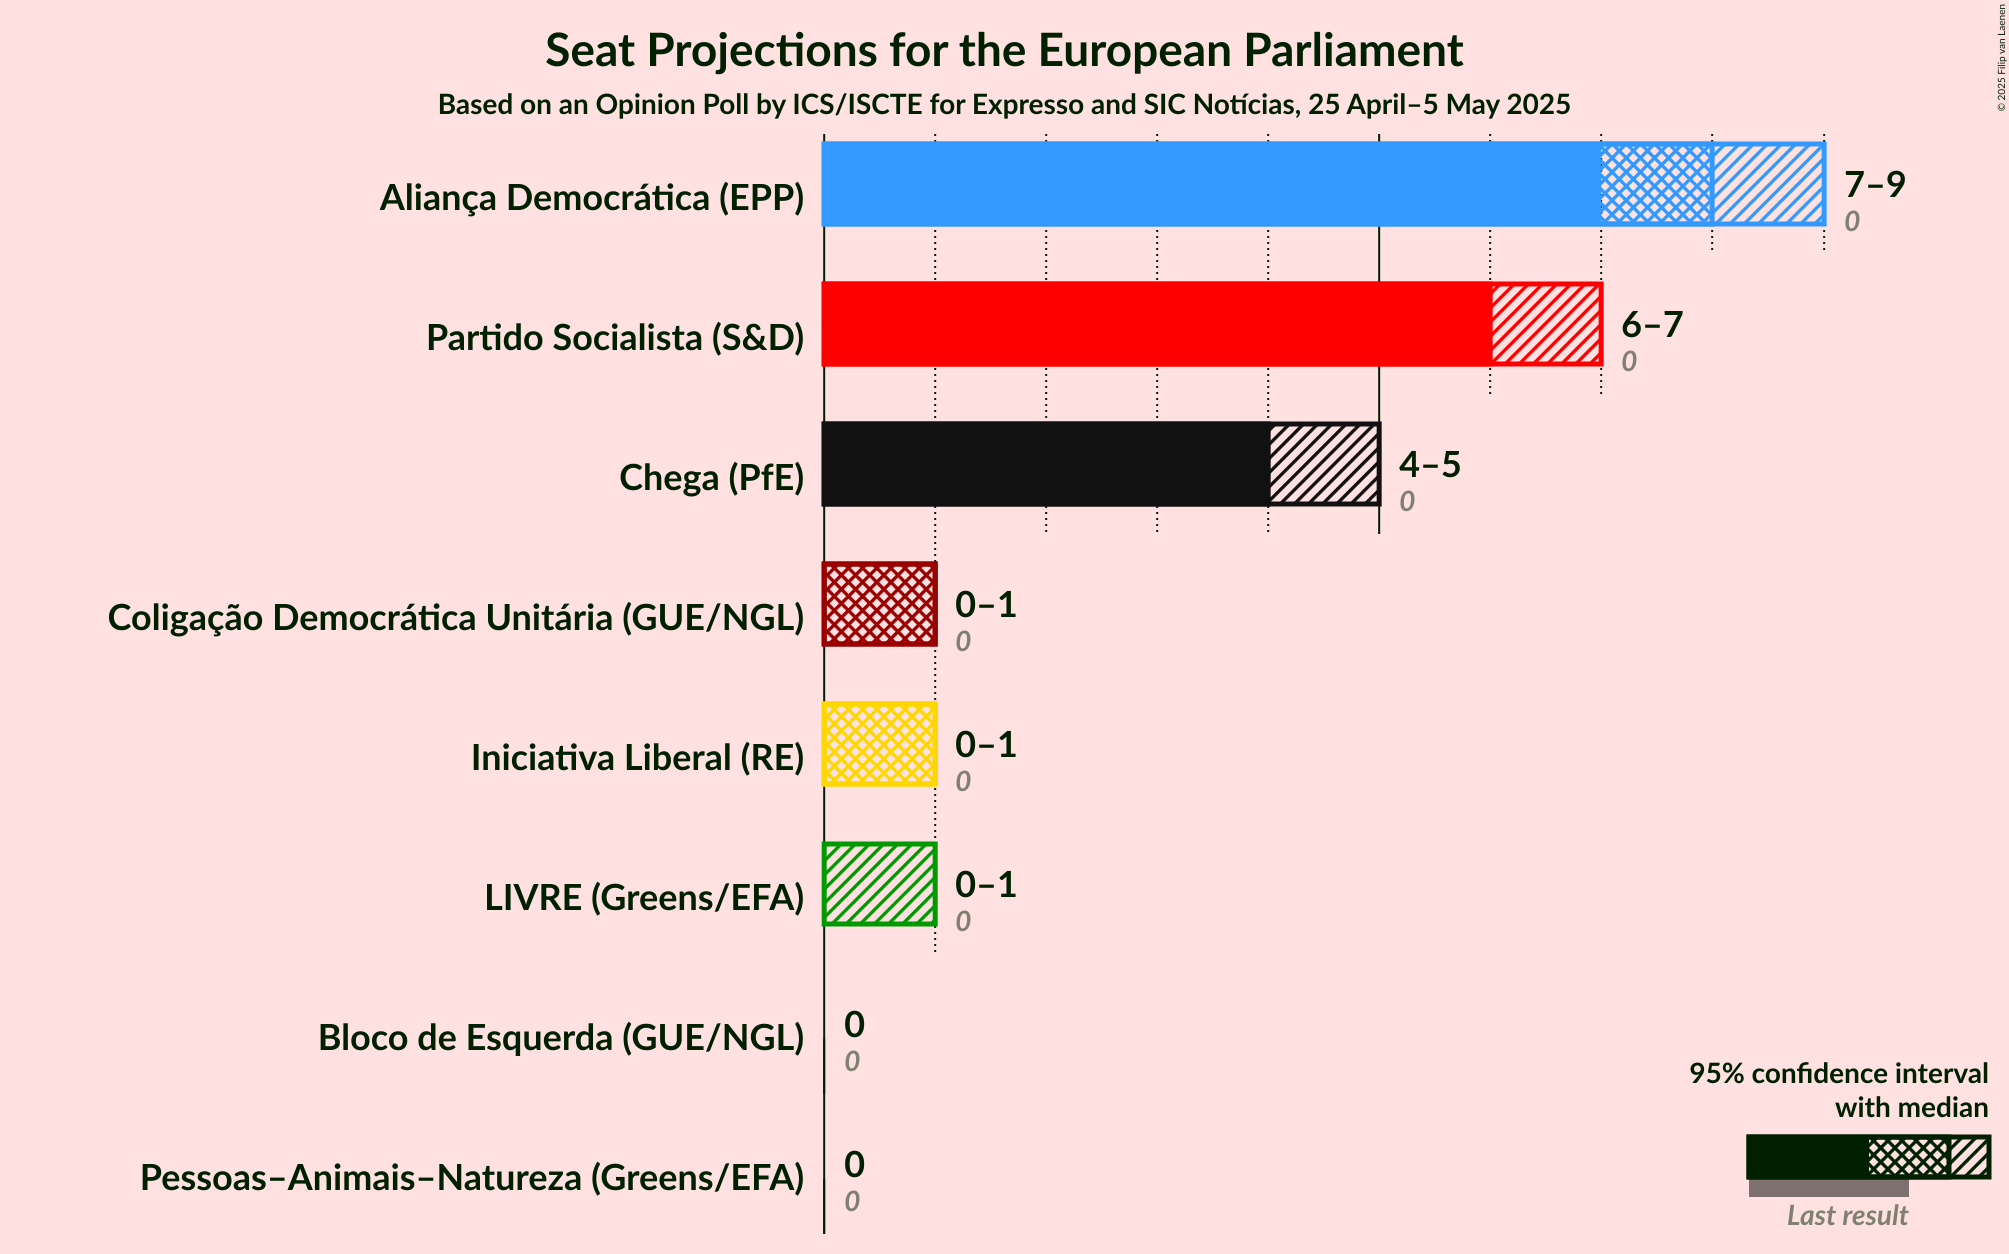 Seat Projections for the European Parliament
Based on an Opinion Poll by ICS/ISCTE for Expresso and SIC Notícias, 25 April–5 May 2025
© 2025 Filip van Laenen
Aliança Democrática (EPP)
7–9
0
Partido Socialista (S&D)
6–7
0
Chega (PfE)
4–5
0
Coligação Democrática Unitária (GUE/NGL)
0–1
0
Iniciativa Liberal (RE)
0–1
0
LIVRE (Greens/EFA)
0–1
0
Bloco de Esquerda (GUE/NGL)
0
0
Pessoas–Animais–Natureza (Greens/EFA)
0
0
95% confidence interval
with median
Last result